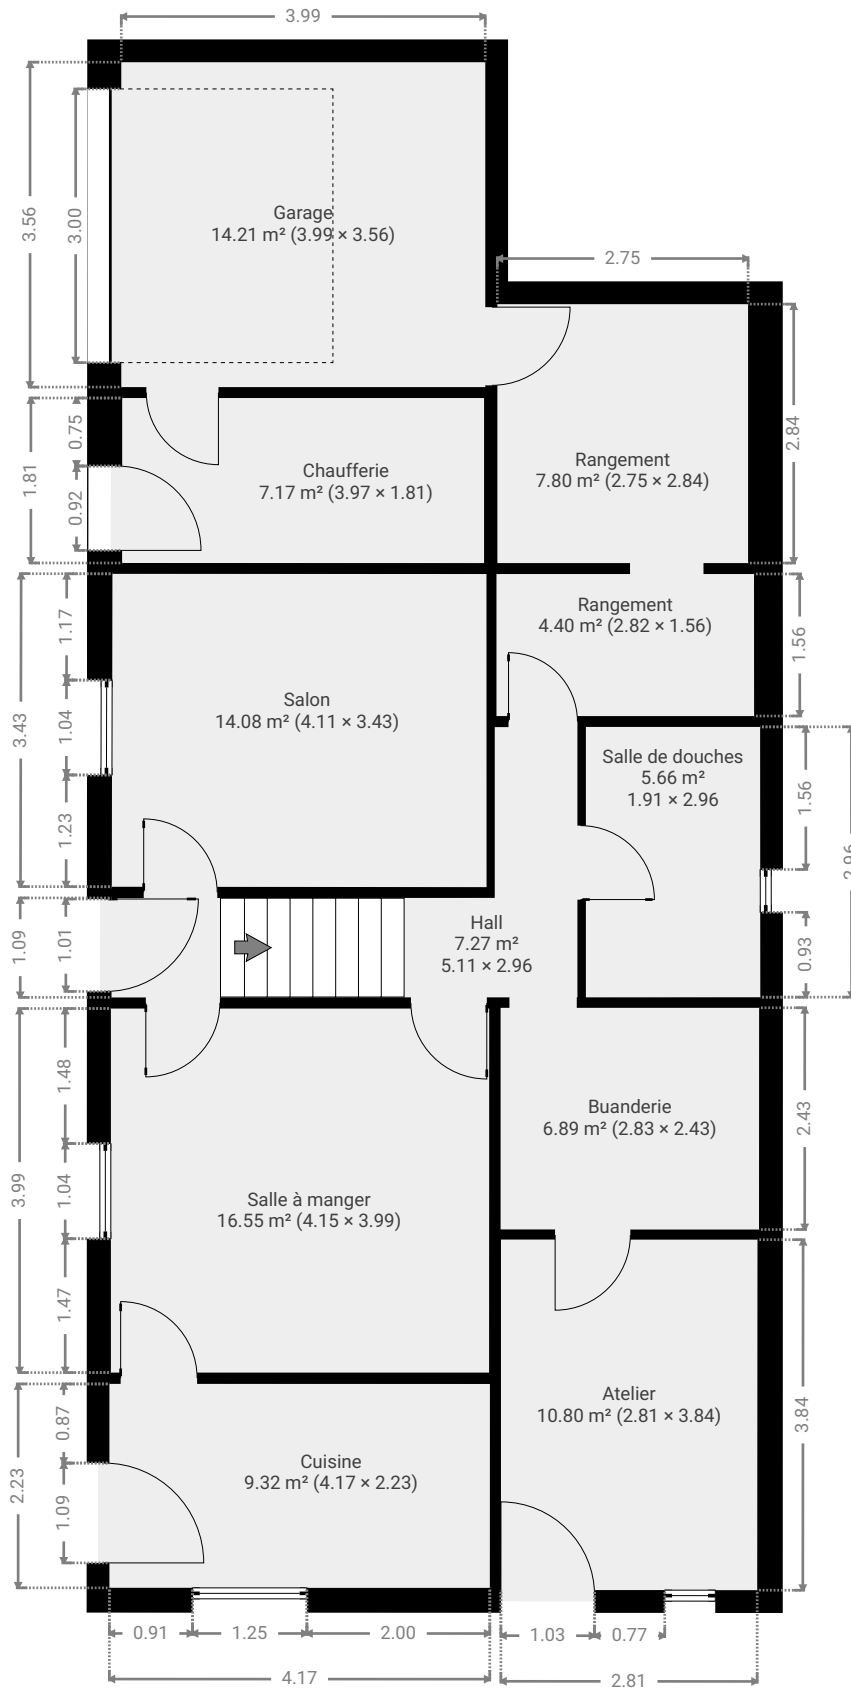 3.99
3.56
3.00
Garage
14.21 m² (3.99 × 3.56)
2.75
2.84
0.75
1.81
0.92
Chaufferie
7.17 m² (3.97 × 1.81)
Rangement
7.80 m² (2.75 × 2.84)
Rangement
4.40 m² (2.82 × 1.56)
1.56
1.17
3.43
1.04
1.23
Salon
14.08 m² (4.11 × 3.43)
Salle de douches
5.66 m²
1.91 × 2.96
1.56
2.96
0.93
1.09
1.01
Hall
7.27 m²
5.11 × 2.96
1.48
3.99
1.04
1.47
Salle à manger
16.55 m² (4.15 × 3.99)
Buanderie
6.89 m² (2.83 × 2.43)
2.43
0.87
2.23
1.09
Cuisine
9.32 m² (4.17 × 2.23)
Atelier
10.80 m² (2.81 × 3.84)
3.84
0.91
1.25
2.00
1.03
0.77
4.17
2.81